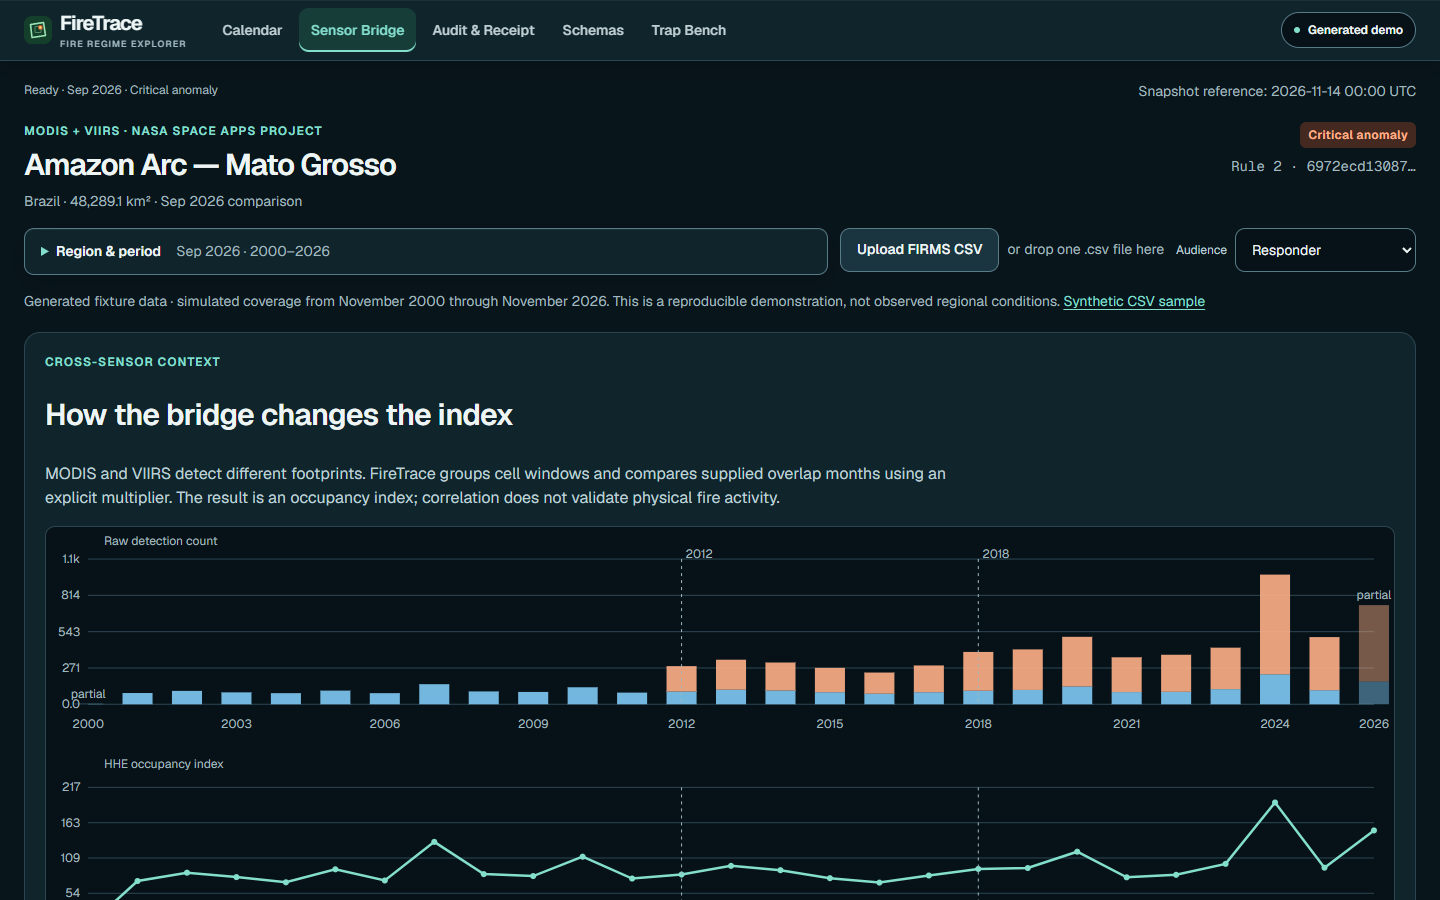 FireTrace
FIRE REGIME EXPLORER
Calendar
Sensor Bridge
Audit & Receipt
Schemas
Trap Bench
Generated demo
Ready · Sep 2026 · Critical anomaly
Snapshot reference: 2026-11-14 00:00 UTC
MODIS + VIIRS · NASA SPACE APPS PROJECT
Critical anomaly
Amazon Arc — Mato Grosso
Rule 2 · 6972ecd13087…
Brazil · 48,289.1 km² · Sep 2026 comparison
Region & period Sep 2026 · 2000–2026
Upload FIRMS CSV
or drop one .csv file here
Audience
Responder
Generated fixture data · simulated coverage from November 2000 through November 2026. This is a reproducible demonstration, not observed regional conditions. Synthetic CSV sample
CROSS-SENSOR CONTEXT
How the bridge changes the index
MODIS and VIIRS detect different footprints. FireTrace groups cell windows and compares supplied overlap months using an
explicit multiplier. The result is an occupancy index; correlation does not validate physical fire activity.
Raw detection count
2012
2018
1.1k
814
partial
543
271
partial
0.0
2000
2003
2006
2009
2012
2015
2018
2021
2024
2026
HHE occupancy index
217
163
109
54